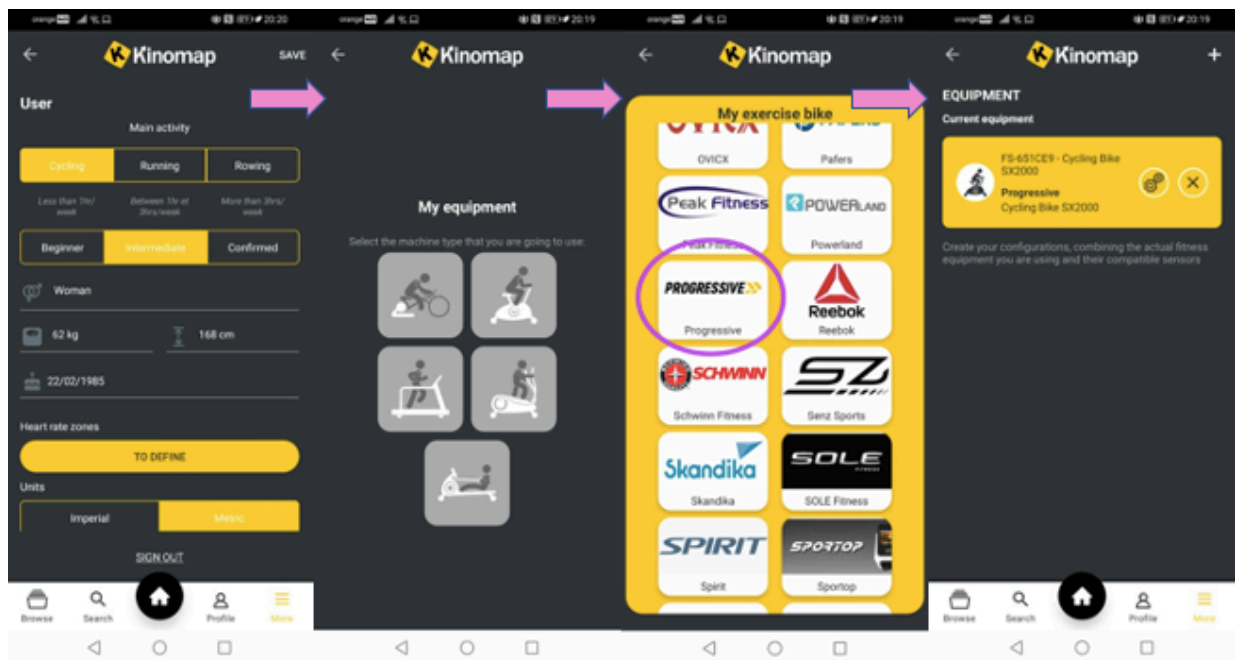 orange
20:20
Kinomap
SAVE
User
Main activity
Cycling
Running
Rowing
Less than 1hr/
week
Between 1hr et
3hrs/week
More than 3hrs/
week
Beginner
Intermediate
Confirmed
Woman
62 kg
168 cm
22/02/1985
Heart rate zones
TO DEFINE
Units
Imperial
Metric
SIGN OUT
Browse
Search
Profile
More
orange
20:19
Kinomap
My equipment
Select the machine type that you are going to use:
orange
20:19
Kinomap
My exercise bike
OVICX
Pafers
Peak Fitness
POWERLAND
Peak Fitness
Powerland
PROGRESSIVE
Reebok
Progressive
Reebok
SCHWINN
SZ
Schwinn Fitness
Senz Sports
Skandika
SOLE
FITNESS
Skandika
SOLE Fitness
SPIRIT
SPORTOP
Spirit
Sportop
orange
20:19
Kinomap
+
EQUIPMENT
Current equipment
FS-651CE9 - Cycling Bike
SX2000
Progressive
Cycling Bike SX2000
Create your configurations, combining the actual fitness
equipment you are using and their compatible sensors
Browse
Search
Profile
More